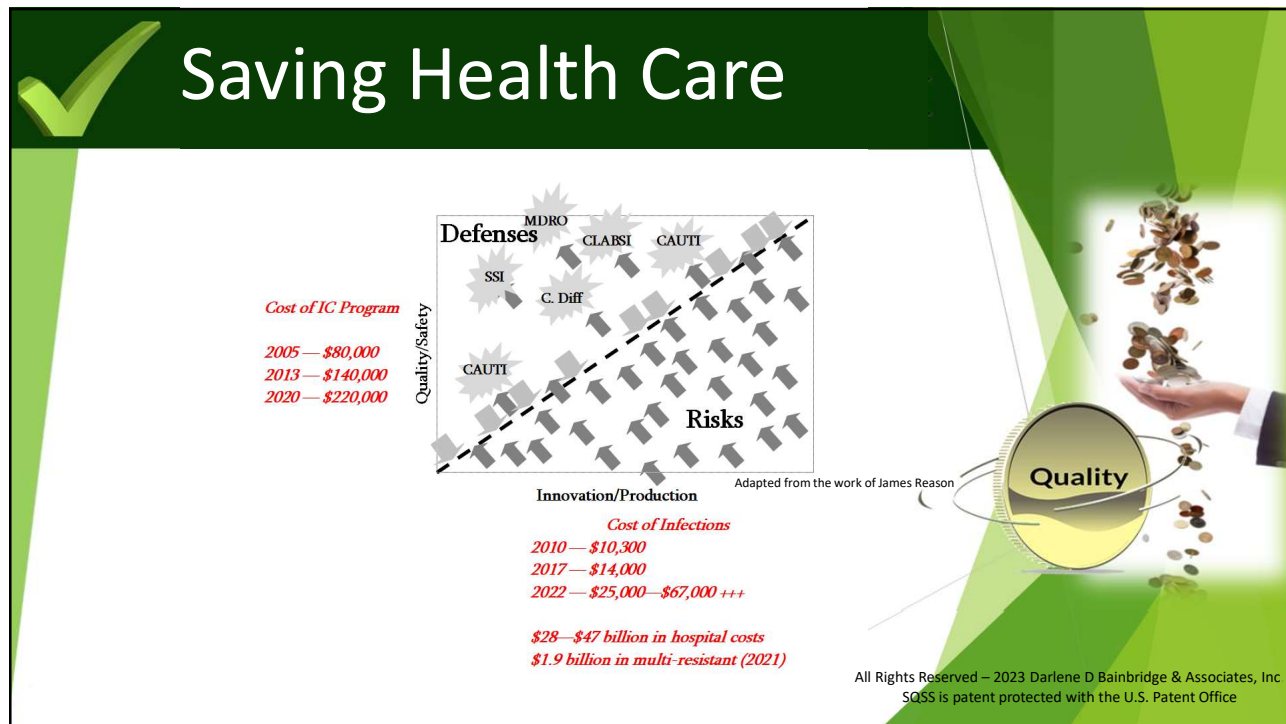 Saving Health Care
Defenses
MDRO
CLABSI
CAUTI
SSI
C. Diff
CAUTI
Risks
Quality/Safety
Innovation/Production
Adapted from the work of James Reason
Cost of IC Program
2005 — $80,000
2013 — $140,000
2020 — $220,000
Cost of Infections
2010 — $10,300
2017 — $14,000
2022 — $25,000—$67,000 +++
$28—$47 billion in hospital costs
$1.9 billion in multi-resistant (2021)
Quality
All Rights Reserved – 2023 Darlene D Bainbridge & Associates, Inc
SQSS is patent protected with the U.S. Patent Office